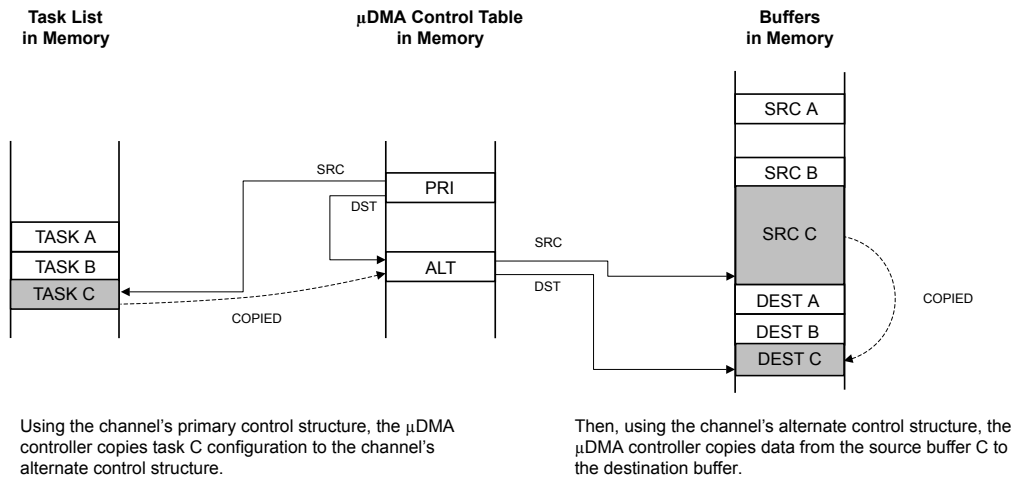 Task List
in Memory
μDMA Control Table
in Memory
Buffers
in Memory
SRC A
SRC B
SRC
PRI
DST
TASK A
SRC C
SRC
TASK B
ALT
TASK C
DST
DEST A
COPIED
COPIED
DEST B
DEST C
Using the channel's primary control structure, the μDMA
controller copies task C configuration to the channel's
alternate control structure.
Then, using the channel's alternate control structure, the
μDMA controller copies data from the source buffer C to
the destination buffer.